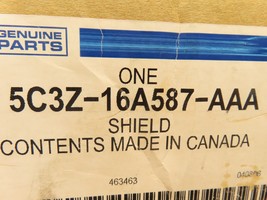 GENUINE
PARTS
ONE
5C3Z-16A587-AAA
SHIELD
CONTENTS MADE IN CANADA
463463